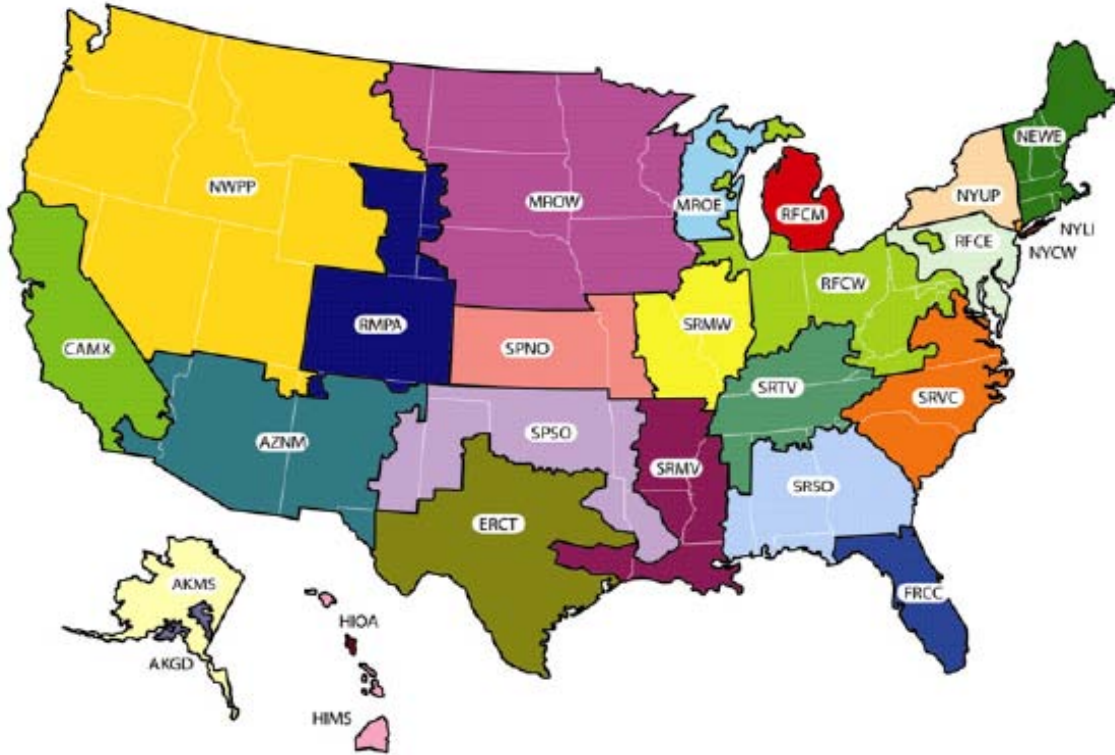 NWPP
MROW
MROE
RFCM
NEWE
NYUP
NYLI
RFCE
NYCW
RFCW
RMPA
SRMW
CAMX
SPNO
SRTV
SRVC
AZNM
SPSO
SRMV
SRSO
ERCT
FRCC
AKMS
HIOA
AKGD
HIMS